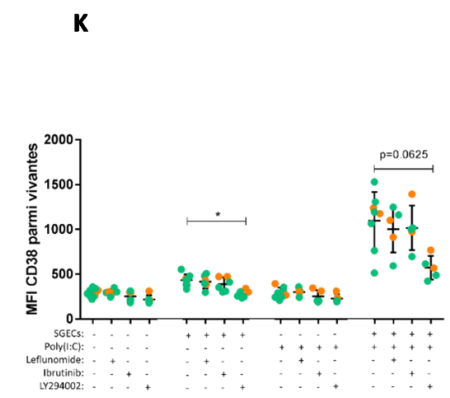 K
MFI CD38 parmi vivantes
2000
1500
1000
500
0
*
p=0.0625
SGECs: - - - - + + + + - - - - + + + +
Poly(I:C): - - - - - - - - + + + + + + + +
Leflunomide: - + - - - + - - - + - - - + - -
Ibrutinib: - - + - - - + - - - + - - - + -
LY294002: - - - + - - - + - - - + - - - +